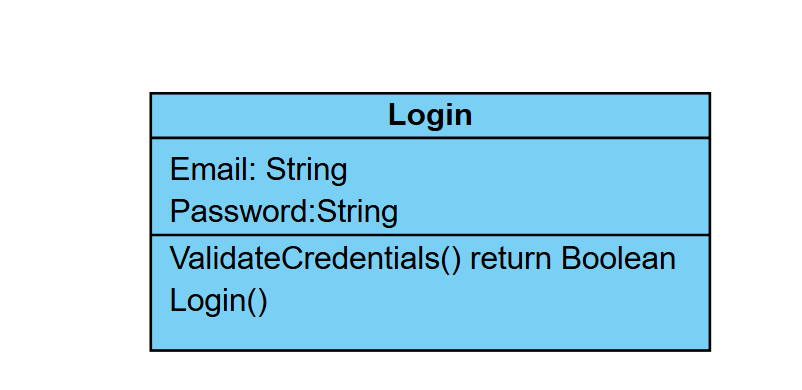 Login
Email: String
Password:String
ValidateCredentials() return Boolean
Login()